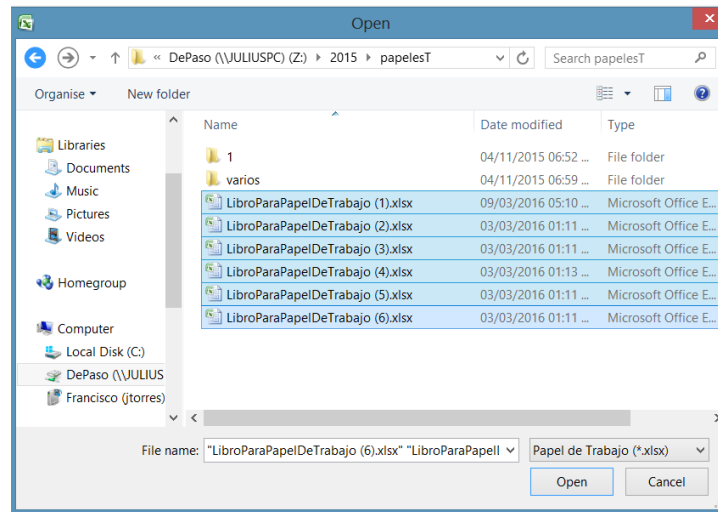 Open
« DePaso (\\JULIUSPC) (Z:) 2015 papelesT
Search papelesT
Organise
New folder
Name Date modified Type
Libraries
Documents
Music
Pictures
Videos
Homegroup
Computer
Local Disk (C:)
DePaso (\\JULIUS
Francisco (jtorres)
1 04/11/2015 06:52 ... File folder
varios 04/11/2015 06:59 ... File folder
LibroParaPapelDeTrabajo (1).xlsx 09/03/2016 05:10 ... Microsoft Office E...
LibroParaPapelDeTrabajo (2).xlsx 03/03/2016 01:11 ... Microsoft Office E...
LibroParaPapelDeTrabajo (3).xlsx 03/03/2016 01:11 ... Microsoft Office E...
LibroParaPapelDeTrabajo (4).xlsx 03/03/2016 01:13 ... Microsoft Office E...
LibroParaPapelDeTrabajo (5).xlsx 03/03/2016 01:11 ... Microsoft Office E...
LibroParaPapelDeTrabajo (6).xlsx 03/03/2016 01:11 ... Microsoft Office E...
File name: "LibroParaPapelDeTrabajo (6).xlsx" "LibroParaPapelI
Papel de Trabajo (*.xlsx)
Open Cancel